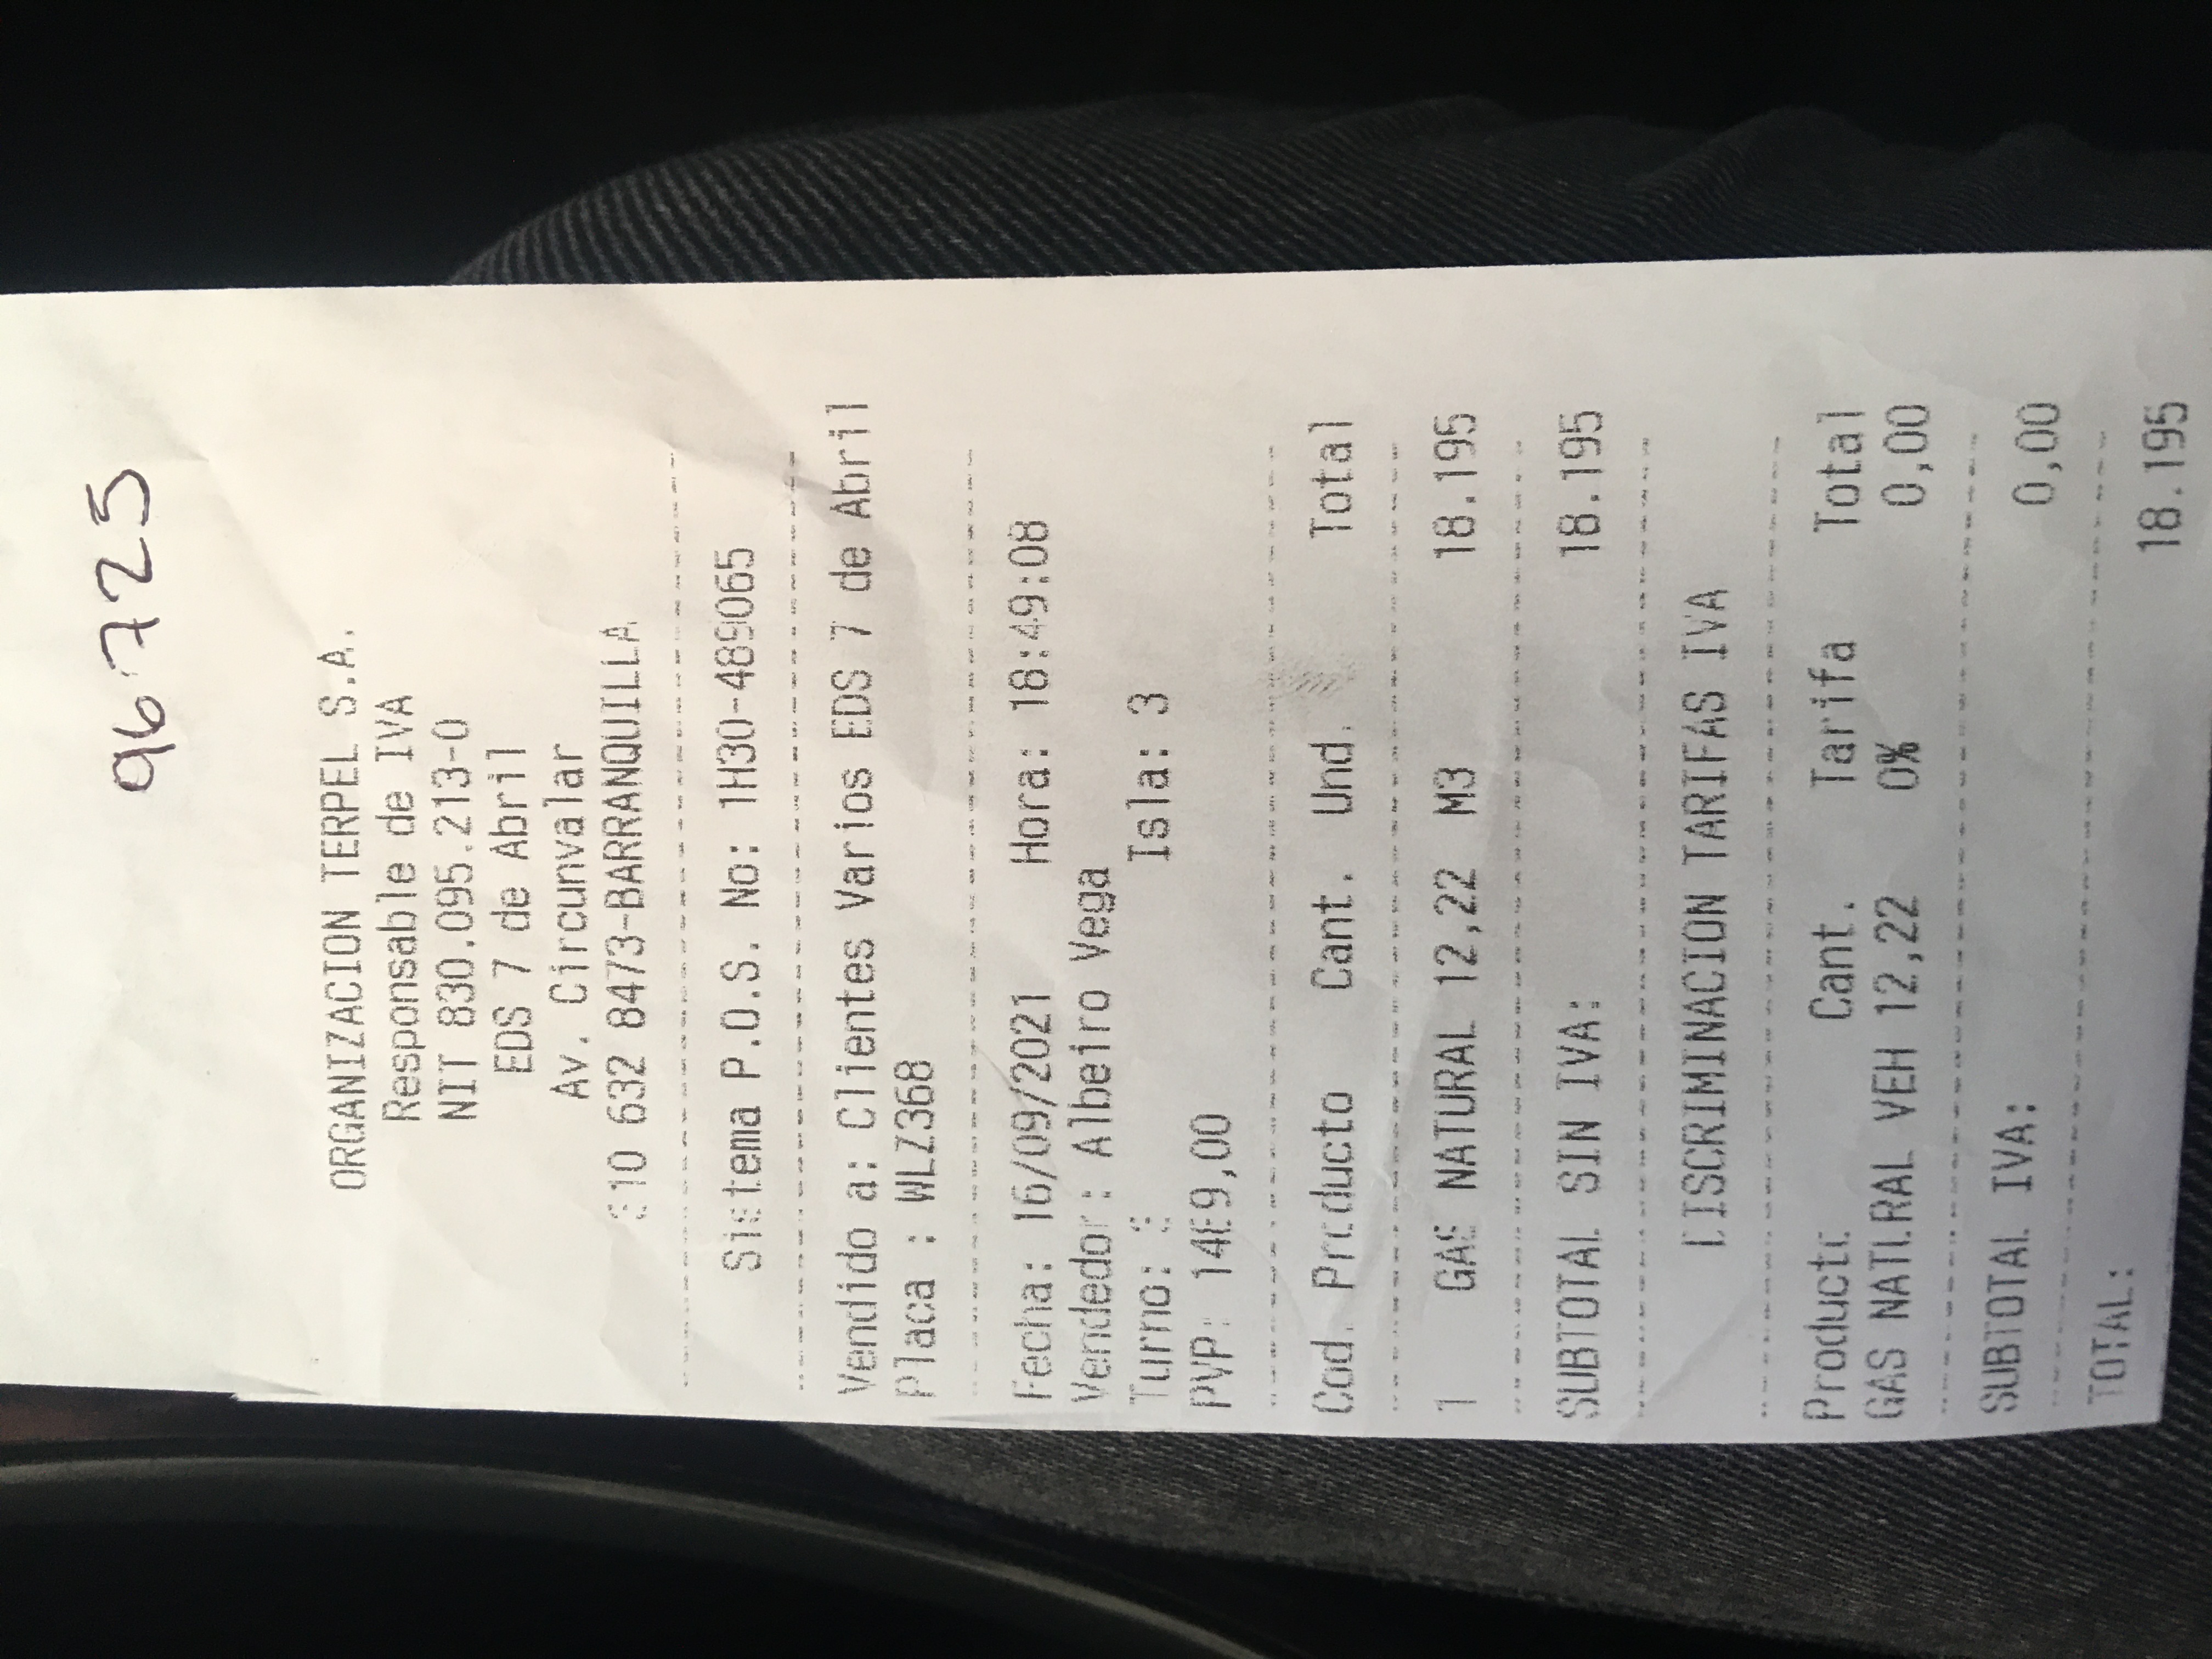 96725
ORGANIZACION TERPEL S.A.
Responsable de IVA
NIT 830.095.213-0
EDS 7 de Abril
Av. Circunvalar
632 8473-BARRANQUILLA
Sistema P.O.S. No: 1H30-489065
Vendido a: Clientes Varios EDS 7 de Abril
Placa : WLZ368
Fecha: 16/09/2021 Hora: 18:49:08
Vendedor: Albeiro Vega
Turno: Isla: 3
PVP:
Cod. Producto Cant. Und. Total
1 GAS NATURAL 12,22 M3 18.195
SUBTOTAL SIN IVA: 18.195
DISCRIMINACION TARIFAS IVA
Producto Cant. Tarifa Total
GAS NATURAL VEH 12,22 0% 0,00
SUBTOTAL IVA: 0,00
TOTAL: 18.195